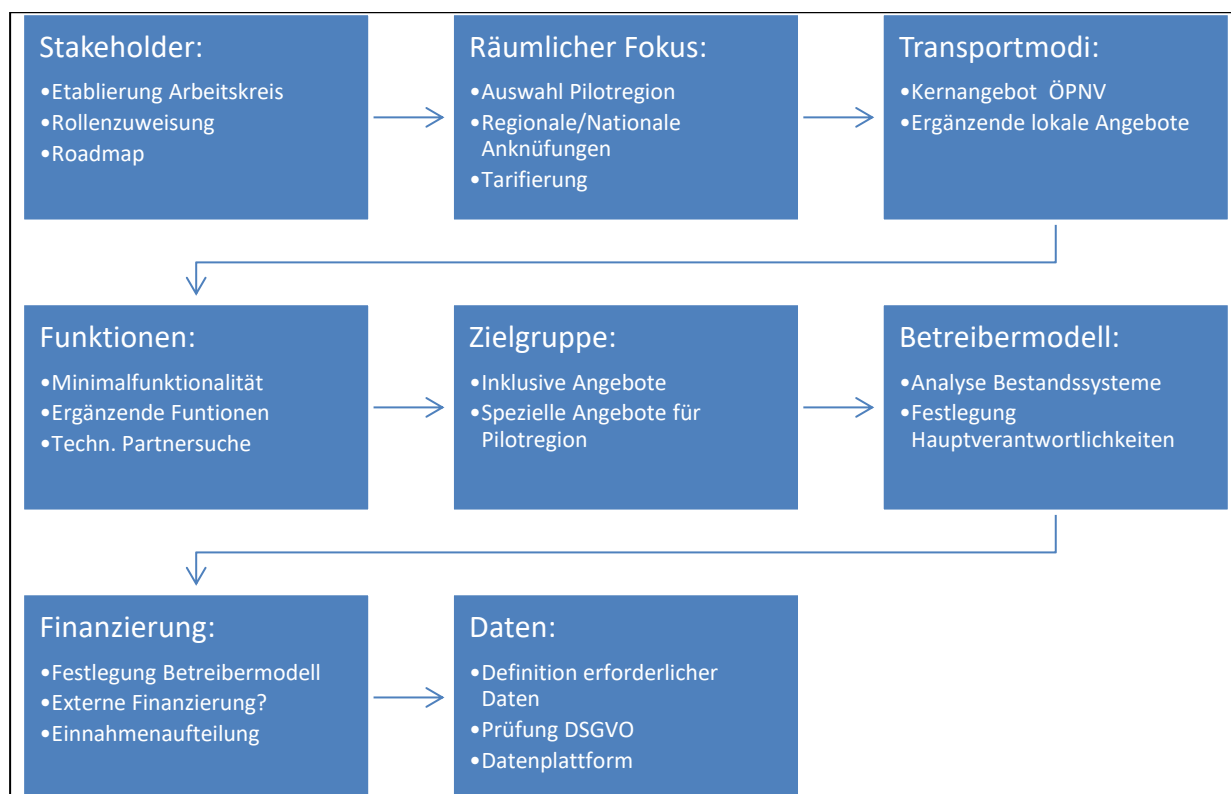 Stakeholder:
•Etablierung Arbeitskreis
•Rollenzuweisung
•Roadmap
Räumlicher Fokus:
•Auswahl Pilotregion
•Regionale/Nationale
Anknüfungen
•Tarifierung
Transportmodi:
•Kernangebot ÖPNV
•Ergänzende lokale Angebote
Funktionen:
•Minimalfunktionalität
•Ergänzende Funtionen
•Techn. Partnersuche
Zielgruppe:
•Inklusive Angebote
•Spezielle Angebote für
Pilotregion
Betreibermodell:
•Analyse Bestandssysteme
•Festlegung
Hauptverantwortlichkeiten
Finanzierung:
•Festlegung Betreibermodell
•Externe Finanzierung?
•Einnahmenaufteilung
Daten:
•Definition erforderlicher
Daten
•Prüfung DSGVO
•Datenplattform